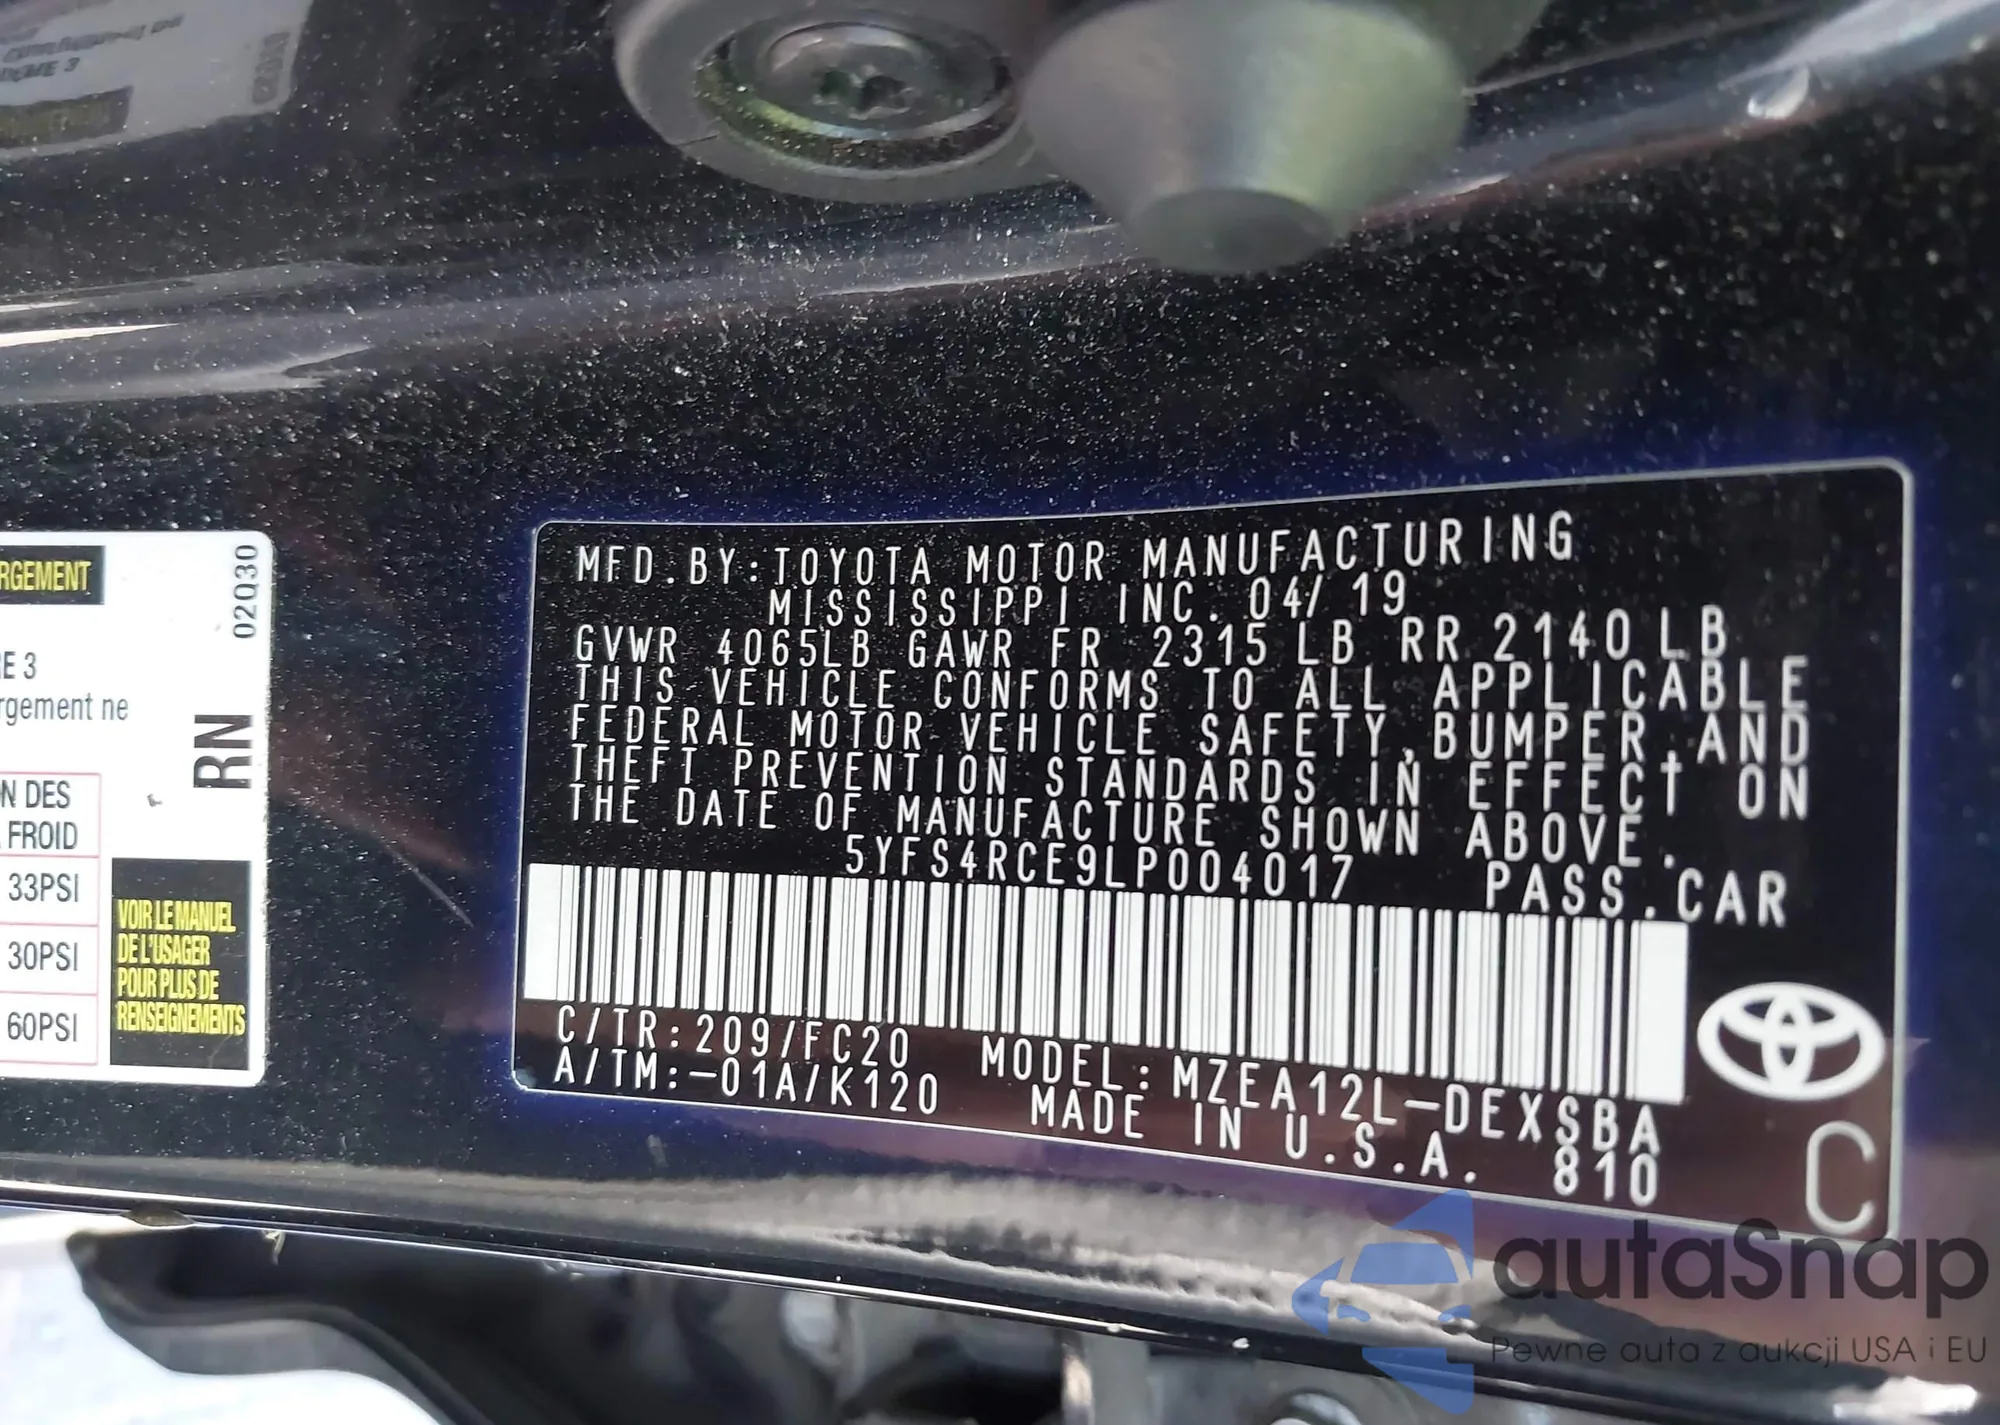 RGEMENT
02Q30
E 3
rgement ne
RN
N DES
FROID
33PSI
30PSI
60PSI
VOIR LE MANUEL
DE L'USAGER
POUR PLUS DE
RENSEIGNEMENTS
MFD.BY:TOYOTA MOTOR MANUFACTURING
MISSISSIPPI INC. 04/19
GVWR 4065LB GAWR FR 2315LB RR 2140LB
THIS VEHICLE CONFORMS TO ALL APPLICABLE
FEDERAL MOTOR VEHICLE SAFETY,BUMPER,AND
THEFT PREVENTION STANDARDS IN EFFECT ON
THE DATE OF MANUFACTURE SHOWN ABOVE.
5YFS4RCE9LP004017 PASS.CAR
C/TR:209/FC20 MODEL:MZEA12L-DEXSBA
A/TM:-01A/K120 MADE IN U.S.A. 810
C
autaSnap
Pewne auta z aukcji USA i EU